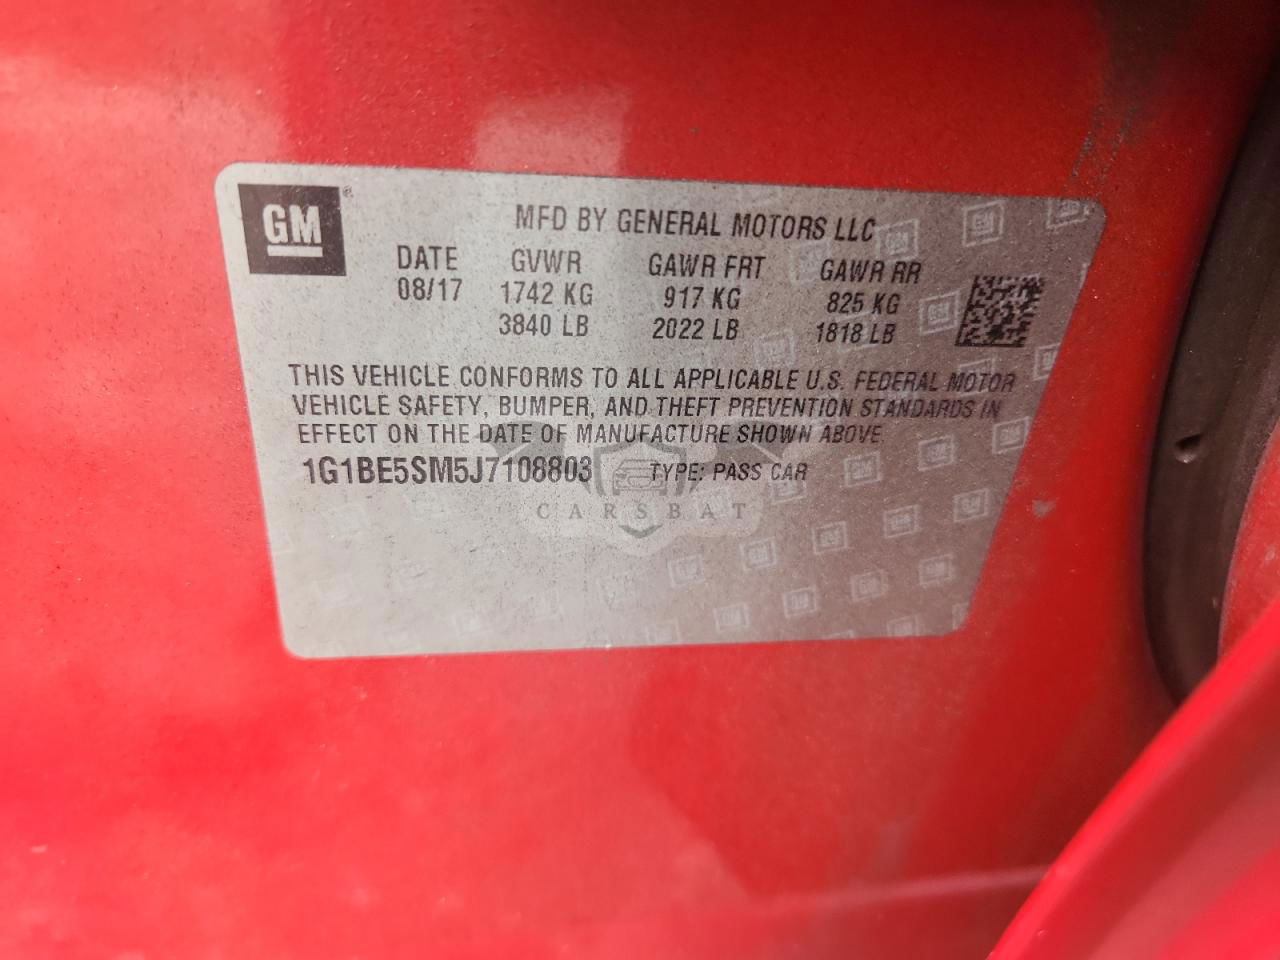 GM
MFD BY GENERAL MOTORS LLC
DATE GVWR GAWR FRT GAWR RR
08/17 1742 KG 917 KG 825 KG
3840 LB 2022 LB 1818 LB
THIS VEHICLE CONFORMS TO ALL APPLICABLE U.S. FEDERAL MOTOR
VEHICLE SAFETY, BUMPER, AND THEFT PREVENTION STANDARDS IN
EFFECT ON THE DATE OF MANUFACTURE SHOWN ABOVE.
1G1BE5SM5J7108803 TYPE: PASS CAR
CARSBAT